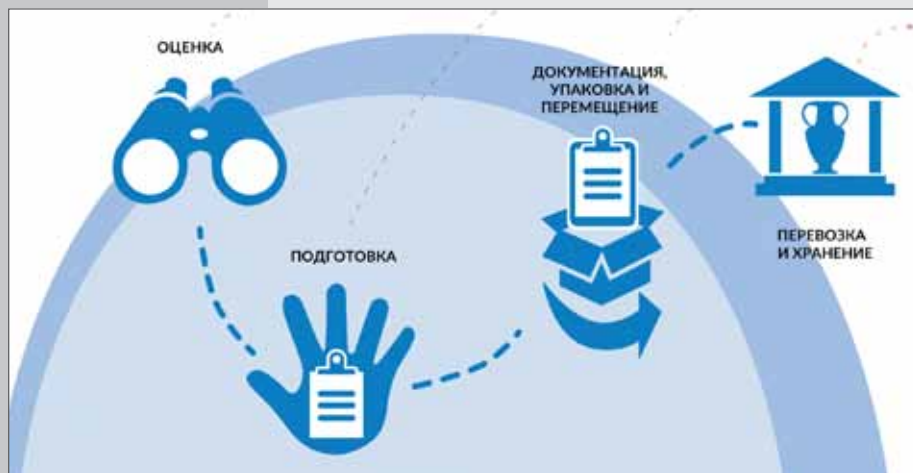 ОЦЕНКА
ПОДГОТОВКА
ДОКУМЕНТАЦИЯ,
УПАКОВКА И
ПЕРЕМЕЩЕНИЕ
ПЕРЕВОЗКА
И ХРАНЕНИЕ